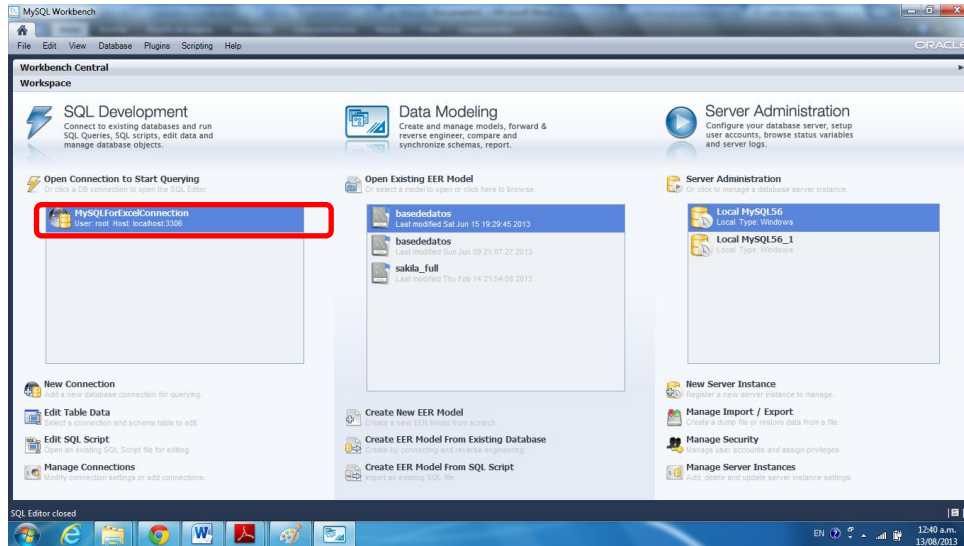 MySQL Workbench
File Edit View Database Plugins Scripting Help
ORACLE
Workbench Central
Workspace
SQL Development
Connect to existing databases and run
SQL Queries, SQL scripts, edit data and
manage database objects.
Open Connection to Start Querying
Or click a DB connection to open the SQL Editor.
MySQLForExcelConnection
User: root Host: localhost:3306
New Connection
Add a new database connection for querying.
Edit Table Data
Select a connection and schema table to edit.
Edit SQL Script
Open an existing SQL Script file for editing.
Manage Connections
Modify connection settings or add connections.
Data Modeling
Create and manage models, forward &
reverse engineer, compare and
synchronize schemas, report.
Open Existing EER Model
Or select a model to open or click here to browse.
basededatos
Last modified Sat Jun 15 19:29:45 2013
basededatos
Last modified Sun Jun 09 21:07:27 2013
sakila_full
Last modified Thu Feb 14 21:54:08 2013
Create New EER Model
Create a new EER Model from scratch.
Create EER Model From Existing Database
Create by connecting and reverse engineering.
Create EER Model From SQL Script
Import an existing SQL file.
Server Administration
Configure your database server, setup
user accounts, browse status variables
and server logs.
Server Administration
Or click to manage a database server instance.
Local MySQL56
Local Type: Windows
Local MySQL56_1
Local Type: Windows
New Server Instance
Register a new server instance to manage.
Manage Import / Export
Create a dump file or restore data from a file.
Manage Security
Manage user accounts and assign privileges.
Manage Server Instances
Add, delete and update server instance settings.
SQL Editor closed
EN
12:40 a.m.
13/08/2013